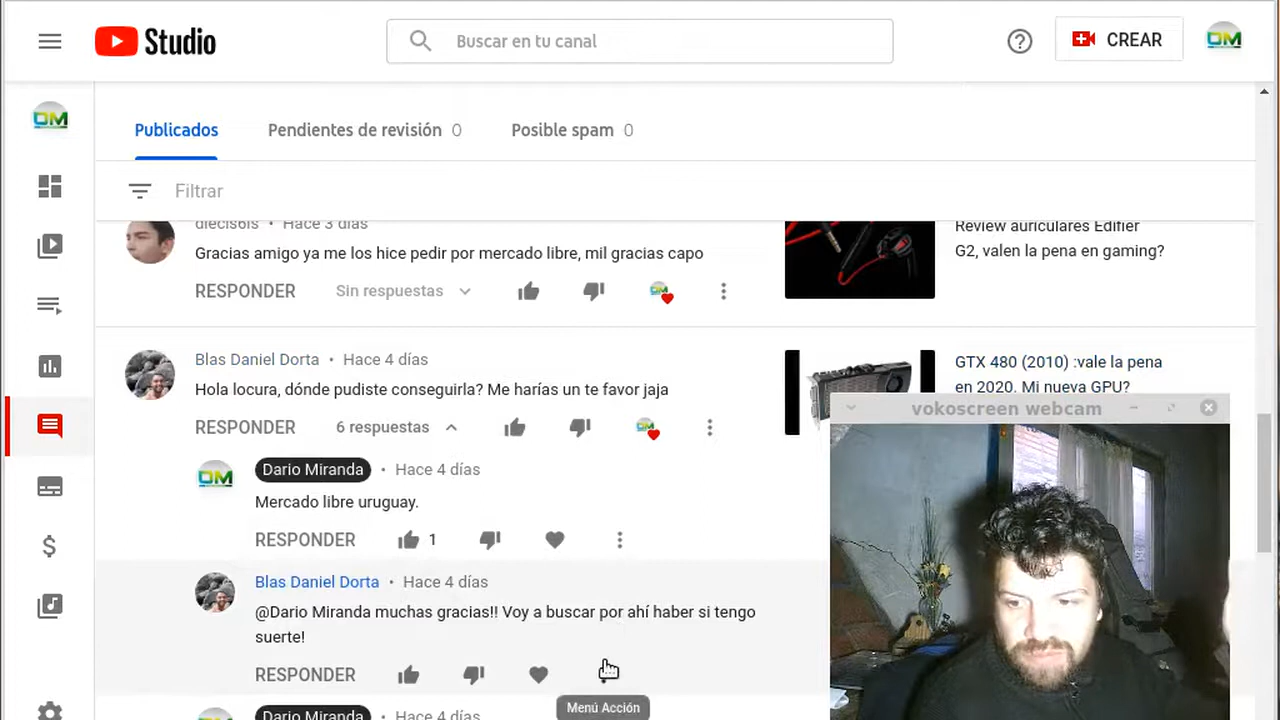 Studio
Buscar en tu canal
CREAR
DM
DM
Publicados
Pendientes de revisión 0
Posible spam 0
Filtrar
diecis6is • Hace 3 días
Gracias amigo ya me los hice pedir por mercado libre, mil gracias capo
RESPONDER Sin respuestas
Review auriculares Edifier
G2, valen la pena en gaming?
Blas Daniel Dorta • Hace 4 días
Hola locura, dónde pudiste conseguirla? Me harías un te favor jaja
RESPONDER 6 respuestas
GTX 480 (2010) :vale la pena
en 2020. Mi nueva GPU?
vokoscreen webcam
DM
Dario Miranda • Hace 4 días
Mercado libre uruguay.
RESPONDER 1
Blas Daniel Dorta • Hace 4 días
@Dario Miranda muchas gracias!! Voy a buscar por ahí haber si tengo
suerte!
RESPONDER
Menú Acción
Dario Miranda • Hace 4 días